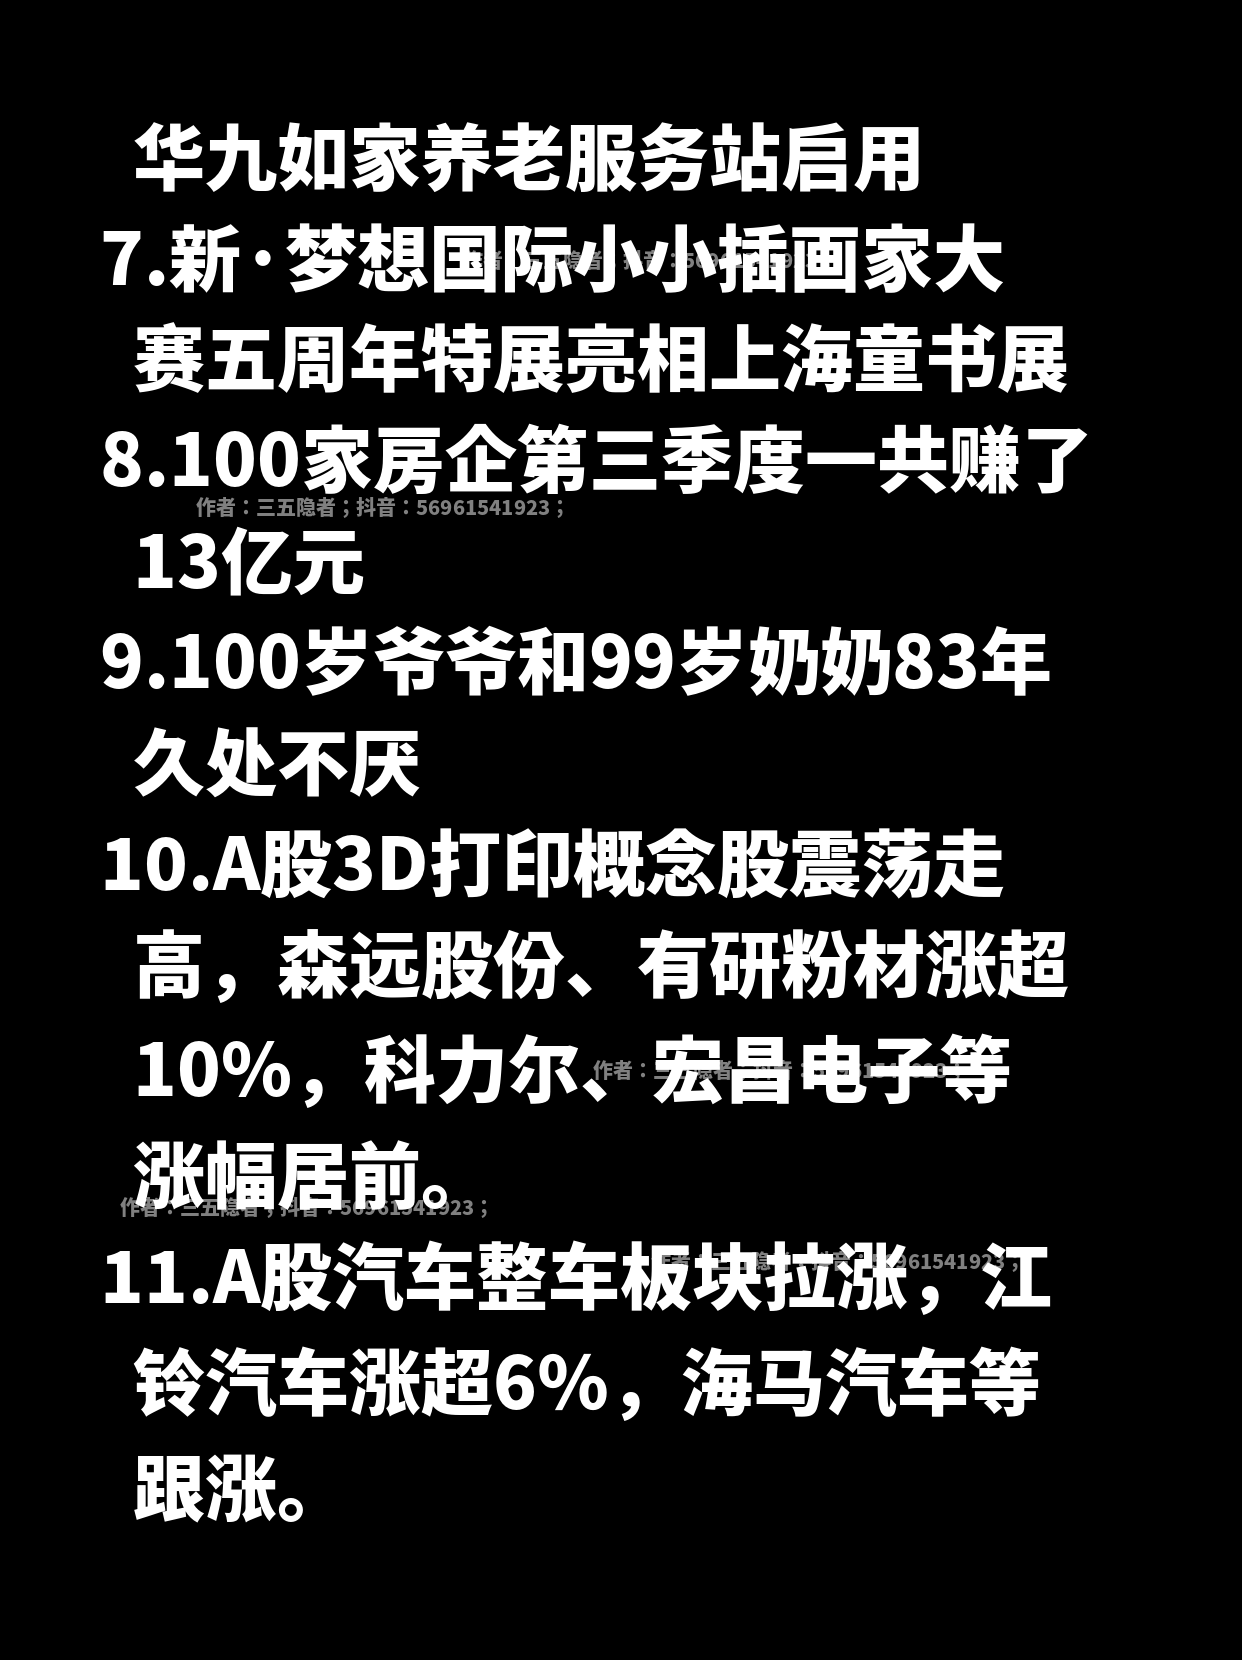 华九如家养老服务站启用
7.新·梦想国际小小插画家大
赛五周年特展亮相上海童书展
8.100家房企第三季度一共赚了
作者：三五隐者；抖音：56961541923；
13亿元
9.100岁爷爷和99岁奶奶83年
久处不厌
10.A股3D打印概念股震荡走
高，森远股份、有研粉材涨超
10%，科力尔、宏昌电子等
涨幅居前。
作者：三五隐者；抖音：56961541923；
11.A股汽车整车板块拉涨，江
铃汽车涨超6%，海马汽车等
跟涨。